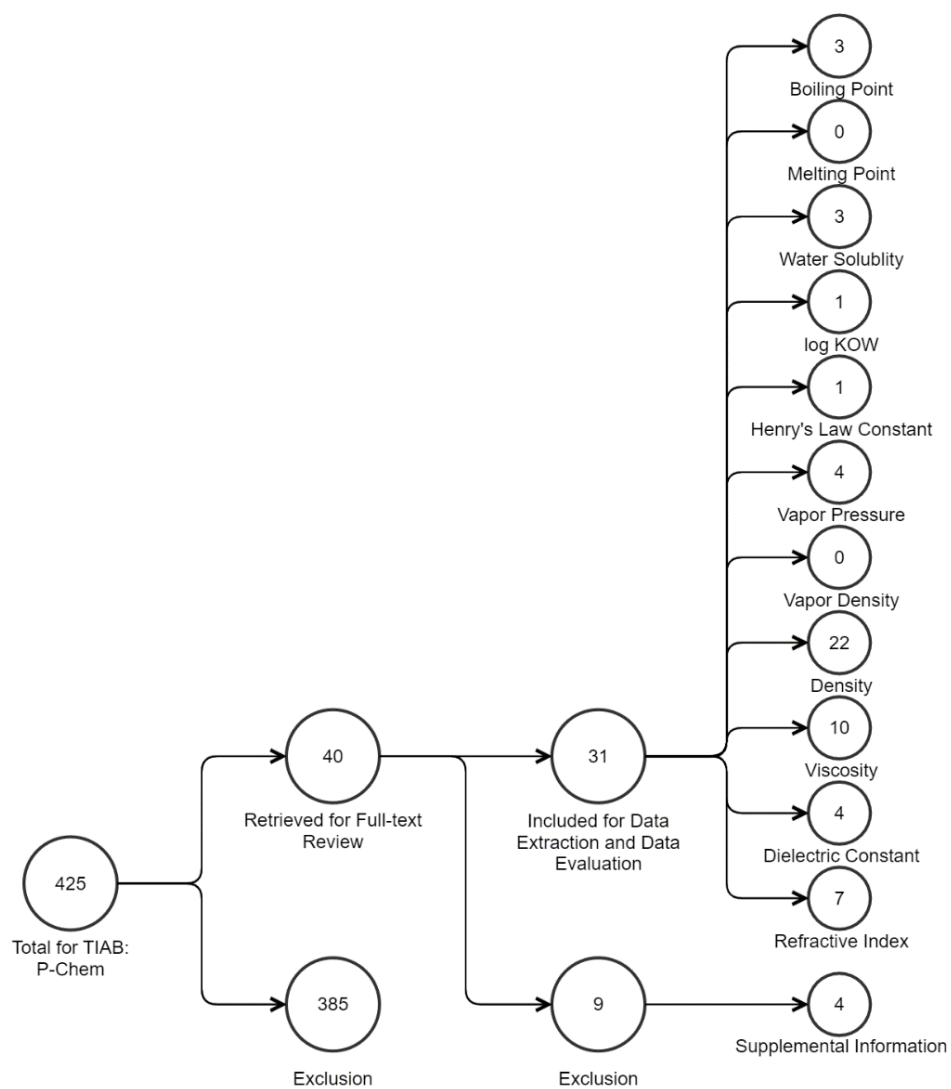 3
Boiling Point
0
Melting Point
3
Water Solublity
1
log KOW
1
Henry's Law Constant
4
Vapor Pressure
0
Vapor Density
22
Density
10
Viscosity
4
Dielectric Constant
7
Refractive Index
4
Supplemental Information
31
Included for Data
Extraction and Data
Evaluation
9
Exclusion
40
Retrieved for Full-text
Review
385
Exclusion
425
Total for TIAB:
P-Chem